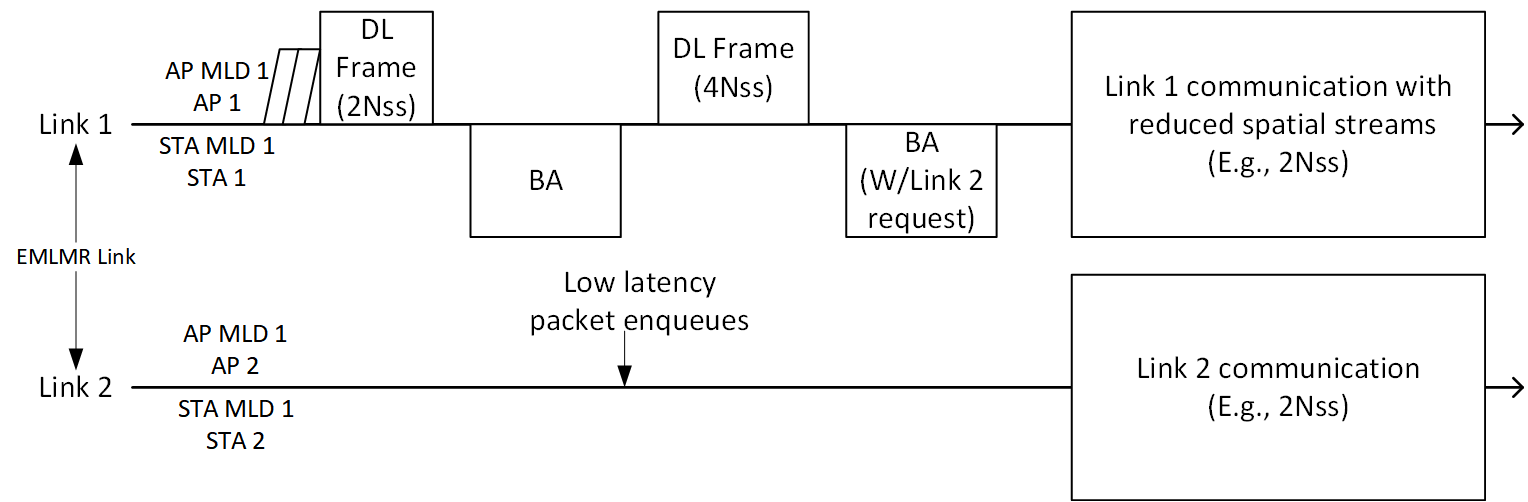 DL
Frame
(2Nss)
DL Frame
(4Nss)
Link 1 communication with
reduced spatial streams
(E.g., 2Nss)
AP MLD 1
AP 1
Link 1
STA MLD 1
STA 1
BA
BA
(W/Link 2
request)
EMLMR Link
Low latency
packet enqueues
AP MLD 1
AP 2
Link 2
STA MLD 1
STA 2
Link 2 communication
(E.g., 2Nss)